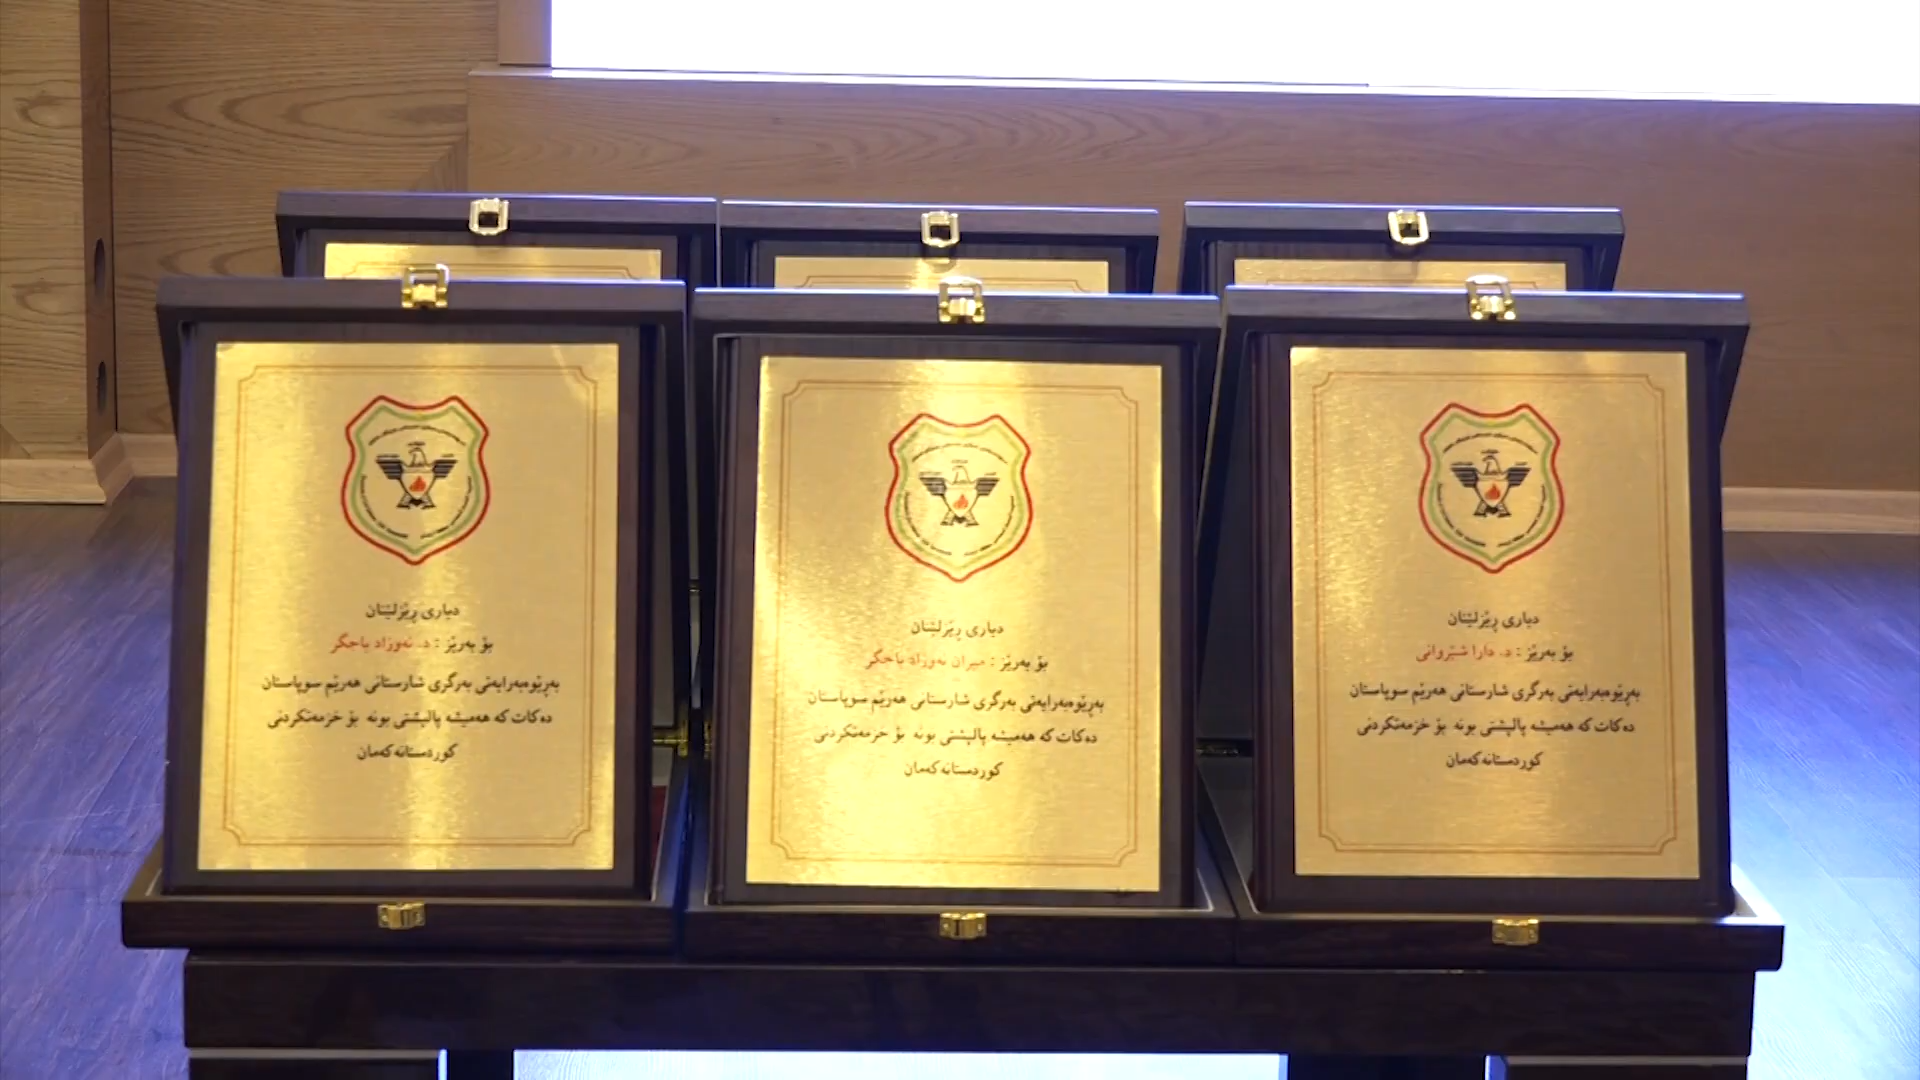 دیاری ڕێزلێنان
بۆ بەڕێز : د. نەوزاد باجگر
بەڕێوەبەرایەتی بەرگری شارستانی هەرێم سوپاستان
دەکات کە هەمیشە پاڵپشتی بونە بۆ خزمەتکردنی
کوردستانەکەمان
دیاری ڕێزلێنان
بۆ بەڕێز : میران نەوزاد باجگر
بەڕێوەبەرایەتی بەرگری شارستانی هەرێم سوپاستان
دەکات کە هەمیشە پاڵپشتی بونە بۆ خزمەتکردنی
کوردستانەکەمان
دیاری ڕێزلێنان
بۆ بەڕێز : د. دارا شێروانی
بەڕێوەبەرایەتی بەرگری شارستانی هەرێم سوپاستان
دەکات کە هەمیشە پاڵپشتی بونە بۆ خزمەتکردنی
کوردستانەکەمان